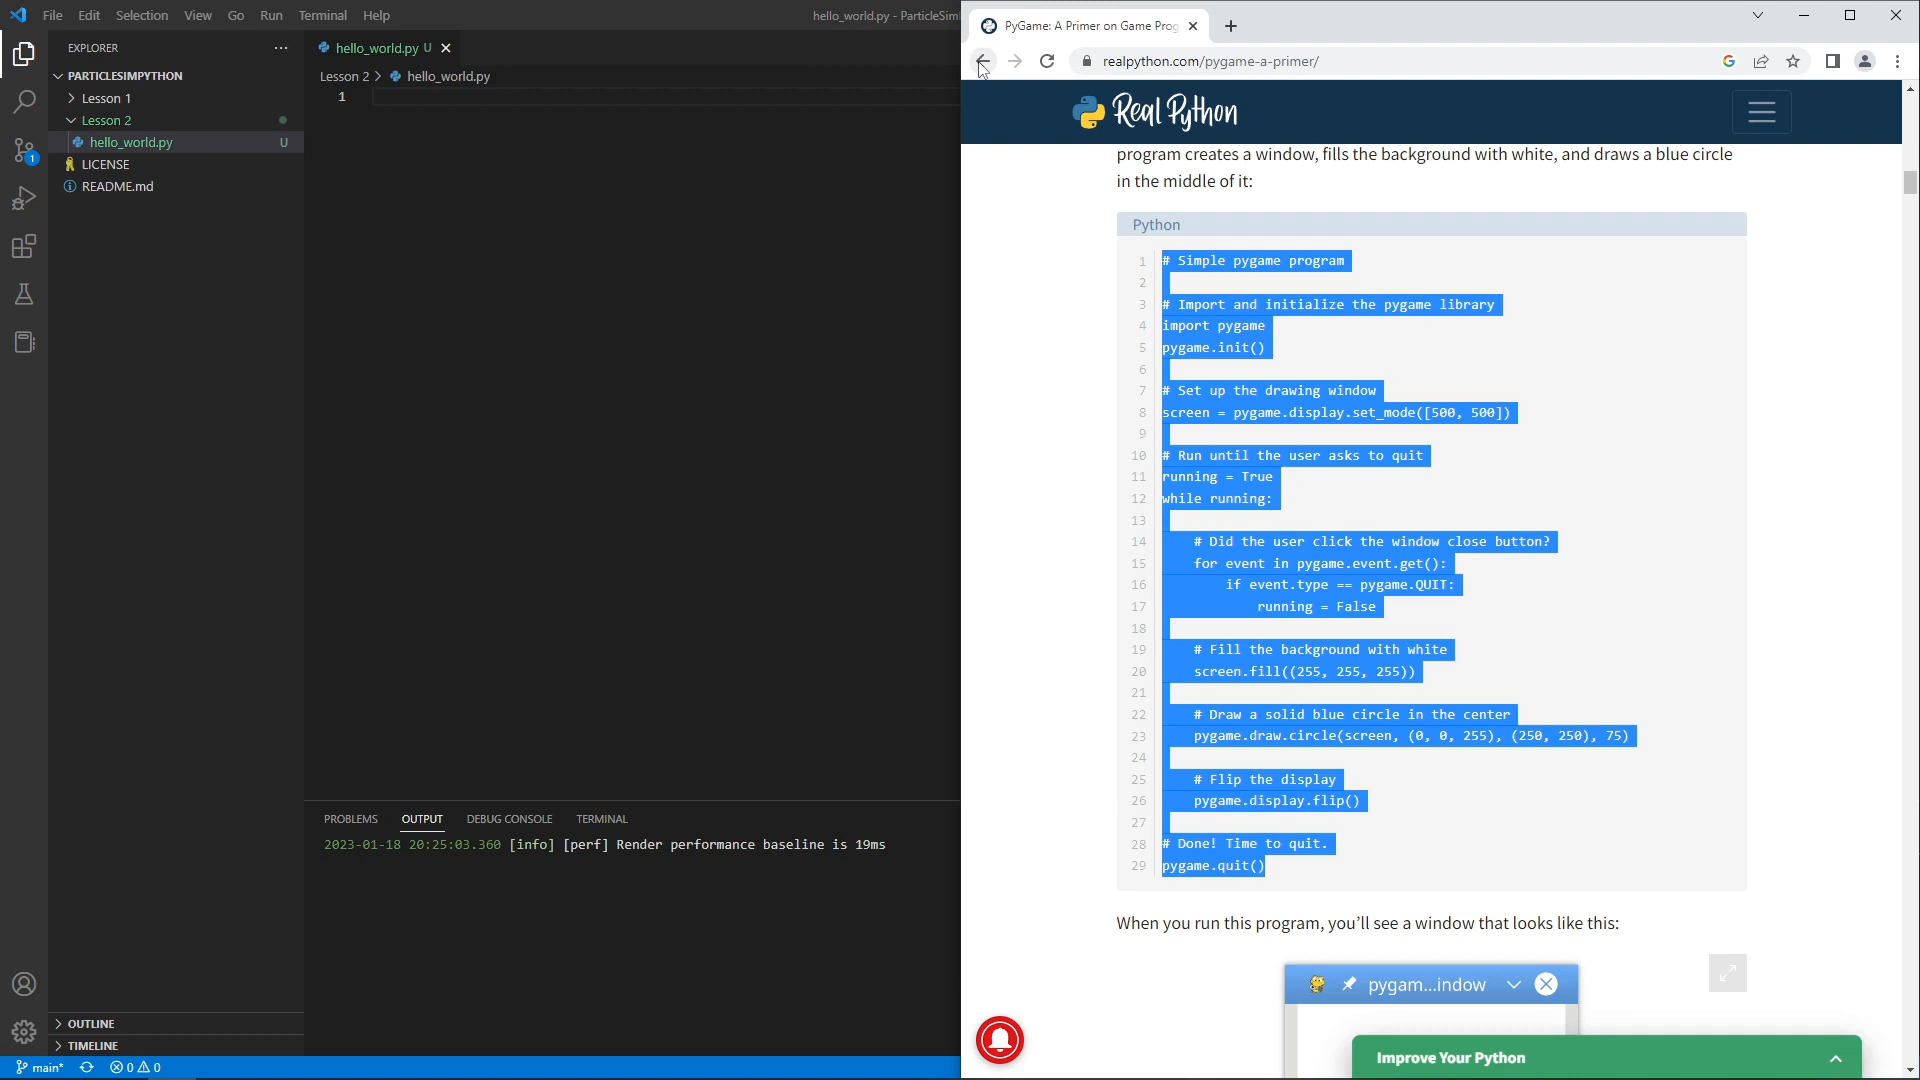 File Edit Selection View Go Run Terminal Help
hello_world.py - ParticleSiml
EXPLORER
PARTICLESIMPYTHON
Lesson 1
Lesson 2
hello_world.py U
LICENSE
README.md
OUTLINE
TIMELINE
hello_world.py U
Lesson 2 > hello_world.py
1
PROBLEMS OUTPUT DEBUG CONSOLE TERMINAL
2023-01-18 20:25:03.360 [info] [perf] Render performance baseline is 19ms
1
main* 0 0
PyGame: A Primer on Game Prog
realpython.com/pygame-a-primer/
Real Python
program creates a window, fills the background with white, and draws a blue circle
in the middle of it:
Python
1 # Simple pygame program
2
3 # Import and initialize the pygame library
4 import pygame
5 pygame.init()
6
7 # Set up the drawing window
8 screen = pygame.display.set_mode([500, 500])
9
10 # Run until the user asks to quit
11 running = True
12 while running:
13
14 # Did the user click the window close button?
15 for event in pygame.event.get():
16 if event.type == pygame.QUIT:
17 running = False
18
19 # Fill the background with white
20 screen.fill((255, 255, 255))
21
22 # Draw a solid blue circle in the center
23 pygame.draw.circle(screen, (0, 0, 255), (250, 250), 75)
24
25 # Flip the display
26 pygame.display.flip()
27
28 # Done! Time to quit.
29 pygame.quit()
When you run this program, you’ll see a window that looks like this:
pygam...indow
Improve Your Python